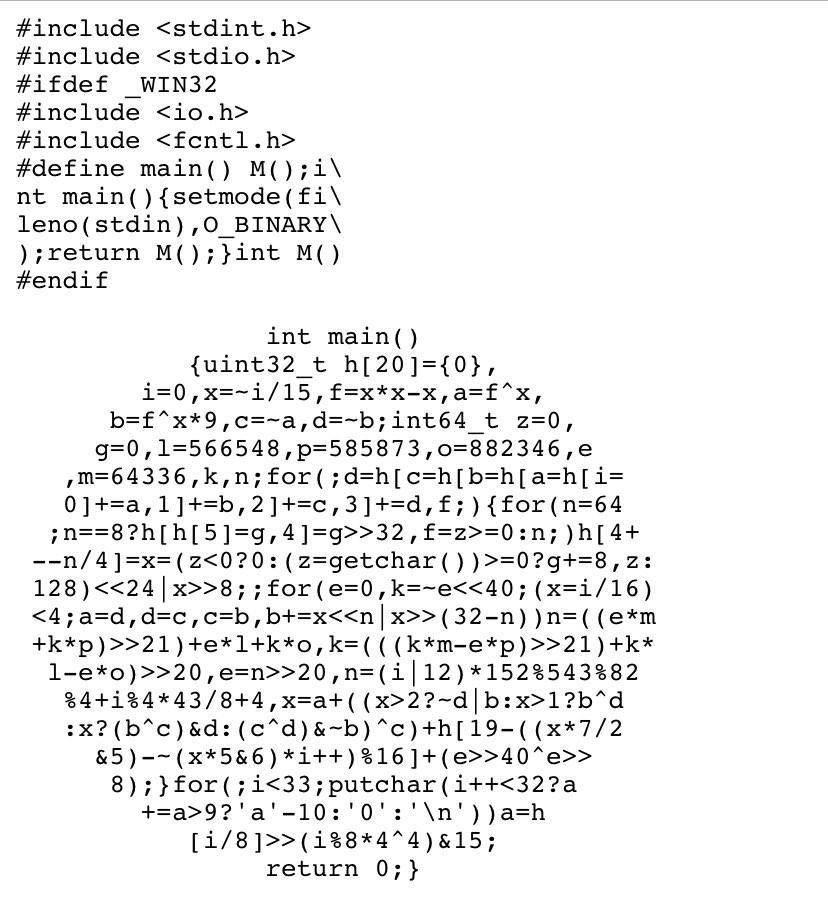 #include <stdint.h>
#include <stdio.h>
#ifdef _WIN32
#include <io.h>
#include <fcntl.h>
#define main() M();i\
nt main(){setmode(fi\
leno(stdin),O_BINARY\
);return M();}int M()
#endif
int main()
{uint32_t h[20]={0},
i=0,x=~i/15,f=x*x-x,a=f^x,
b=f^x*9,c=~a,d=~b;int64_t z=0,
g=0,l=566548,p=585873,o=882346,e
,m=64336,k,n;for(;d=h[c=h[b=h[a=h[i=
0]+=a,1]+=b,2]+=c,3]+=d,f;){for(n=64
;n==8?h[h[5]=g,4]=g>>32,f=z>=0:n;)h[4+
--n/4]=x=(z<0?0:(z=getchar())>=0?g+=8,z:
128)<<24|x>>8;;for(e=0,k=~e<<40;(x=i/16)
<4;a=d,d=c,c=b,b+=x<<n|x>>(32-n))n=((e*m
+k*p)>>21)+e*l+k*o,k=(((k*m-e*p)>>21)+k*
l-e*o)>>20,e=n>>20,n=(i|12)*152%543%82
%4+i%4*43/8+4,x=a+((x>2?~d|b:x>1?b^d
:x?(b^c)&d:(c^d)&~b)^c)+h[19-((x*7/2
&5)-~(x*5&6)*i++)%16]+(e>>40^e>>
8);}for(;i<33;putchar(i++<32?a
+=a>9?'a'-10:'0':'\n'))a=h
[i/8]>>(i%8*4^4)&15;
return 0;}